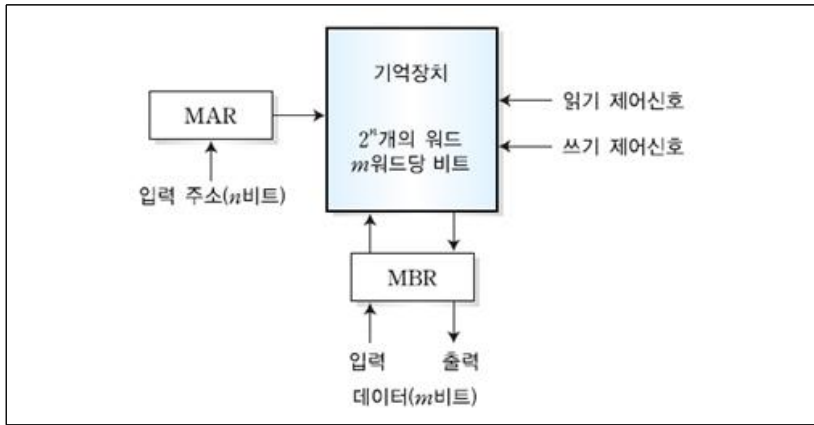 기억장치
MAR
2ⁿ개의 워드
m워드당 비트
읽기 제어신호
쓰기 제어신호
입력 주소(n비트)
MBR
입력
출력
데이터(m비트)